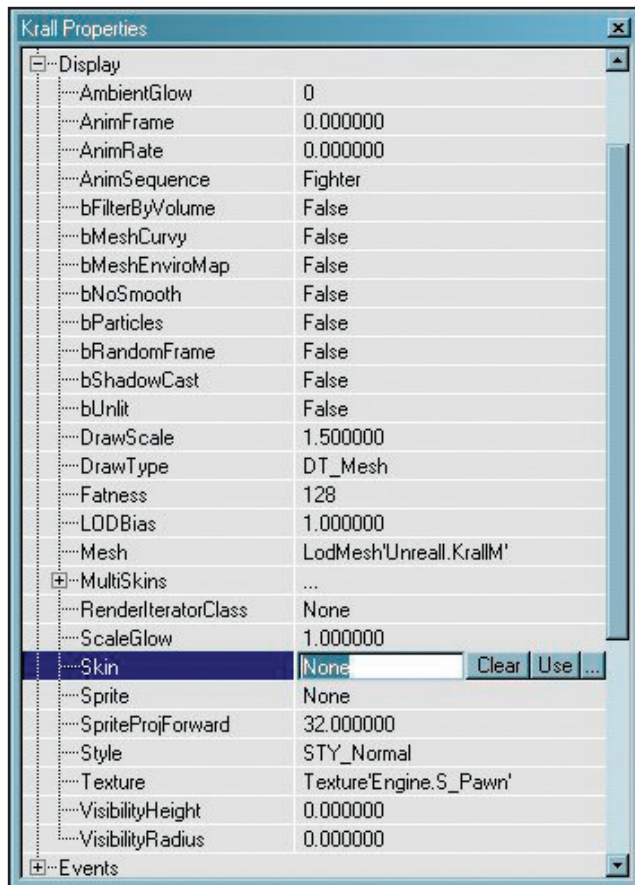 Krall Properties
Display
AmbientGlow 0
AnimFrame 0.000000
AnimRate 0.000000
AnimSequence Fighter
bFilterByVolume False
bMeshCurvy False
bMeshEnviroMap False
bNoSmooth False
bParticles False
bRandomFrame False
bShadowCast False
bUnlit False
DrawScale 1.500000
DrawType DT_Mesh
Fatness 128
LODBias 1.000000
Mesh LodMesh'UnrealI.KrallM'
MultiSkins ...
RenderIteratorClass None
ScaleGlow 1.000000
Skin None Clear Use ...
Sprite None
SpriteProjForward 32.000000
Style STY_Normal
Texture Texture'Engine.S_Pawn'
VisibilityHeight 0.000000
VisibilityRadius 0.000000
Events